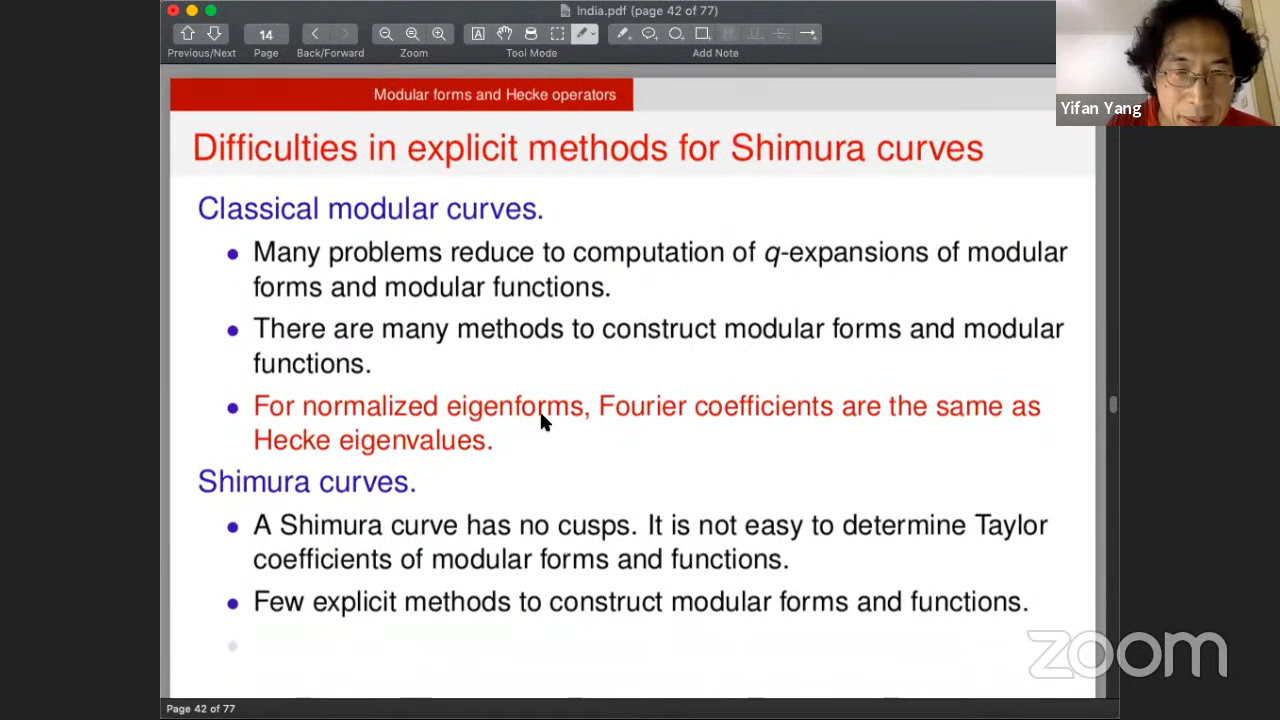 India.pdf (page 42 of 77)
14
Previous/Next
Page
Back/Forward
Zoom
Tool Mode
Add Note
Yifan Yang
Modular forms and Hecke operators
Difficulties in explicit methods for Shimura curves
Classical modular curves.
• Many problems reduce to computation of q-expansions of modular
forms and modular functions.
• There are many methods to construct modular forms and modular
functions.
• For normalized eigenforms, Fourier coefficients are the same as
Hecke eigenvalues.
Shimura curves.
• A Shimura curve has no cusps. It is not easy to determine Taylor
coefficients of modular forms and functions.
• Few explicit methods to construct modular forms and functions.
zoom
Page 42 of 77